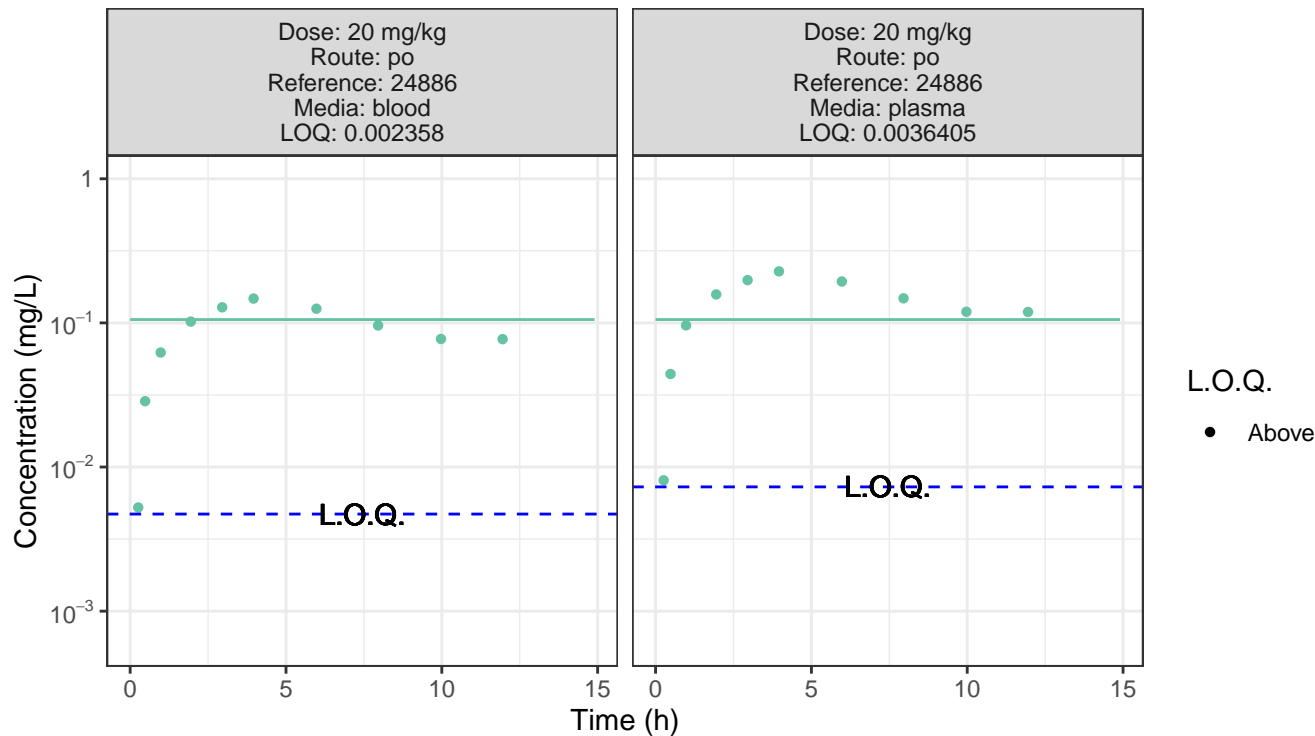 Dose: 20 mg/kg
Route: po
Reference: 24886
Media: blood
LOQ: 0.002358
Dose: 20 mg/kg
Route: po
Reference: 24886
Media: plasma
LOQ: 0.0036405
Concentration (mg/L)
1
10⁻¹
10⁻²
10⁻³
L.O.Q.
L.O.Q.
0 5 10 15
0 5 10 15
Time (h)
L.O.Q.
Above